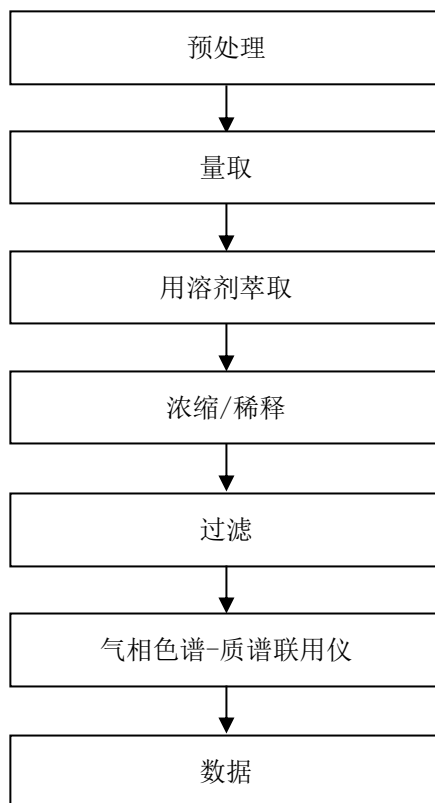 预处理
量取
用溶剂萃取
浓缩/稀释
过滤
气相色谱-质谱联用仪
数据